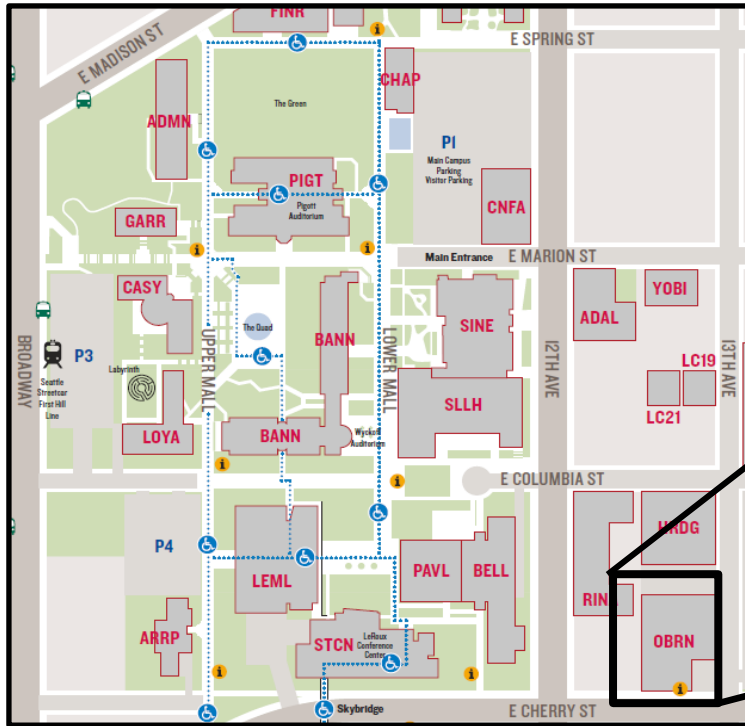 FINR
E SPRING ST
E MADISON ST
CHAP
The Green
ADMN
P1
Main Campus
Parking
Visitor Parking
PIGT
Pigott
Auditorium
CNFA
GARR
Main Entrance
E MARION ST
CASY
YOBI
ADAL
SINE
The Quad
BANN
BROADWAY
UPPER MALL
LOWER MALL
12TH AVE
13TH AVE
P3
Seattle
Streetcar
First Hill
Line
Labyrinth
LC19
SLLH
LC21
LOYA
BANN
Wyckoff
Auditorium
E COLUMBIA ST
P4
HRDG
LEML
PAVL
BELL
ARRP
STCN
LeRoux
Conference
Center
OBRN
Skybridge
E CHERRY ST